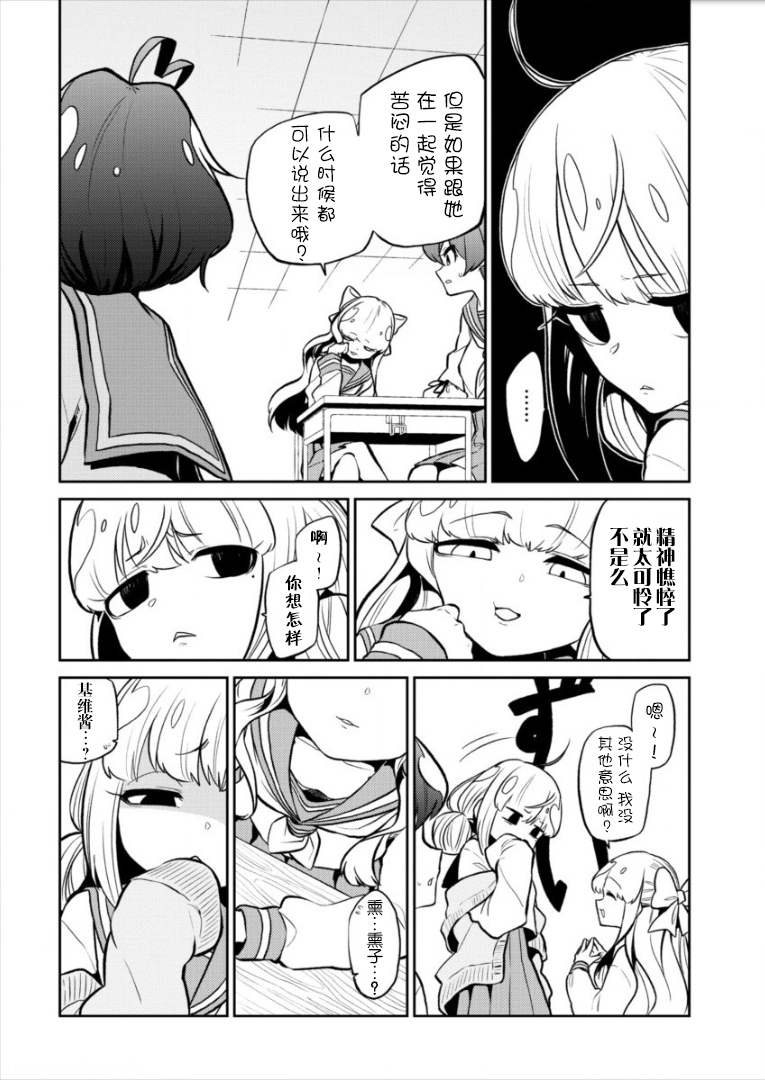 但是如果跟她
在一起觉得
苦闷的话
什么时候都
可以说出来哦？
……
精神憔悴了
就太可怜了
不是么
啊～！
你想怎样
嗯～！
没什么 我没
其他意思啊？
ずん
熏…熏子…？
基维酱…？